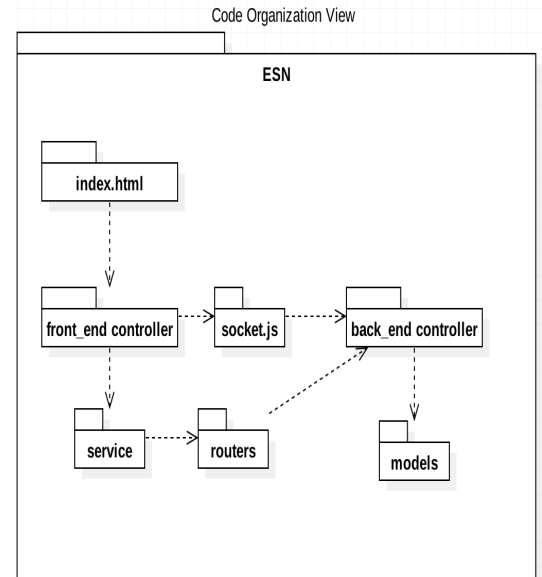 Code Organization View
ESN
index.html
front_end controller
socket.js
back_end controller
service
routers
models